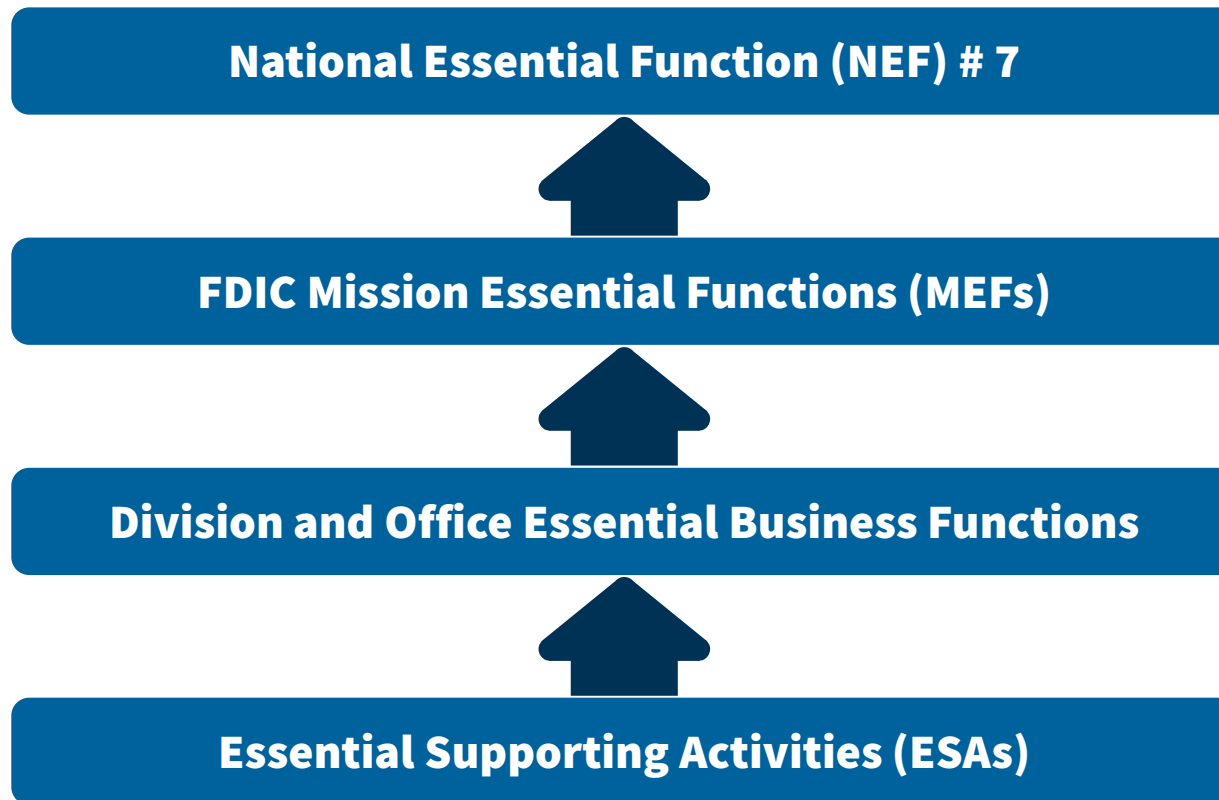 National Essential Function (NEF) # 7
FDIC Mission Essential Functions (MEFs)
Division and Office Essential Business Functions
Essential Supporting Activities (ESAs)